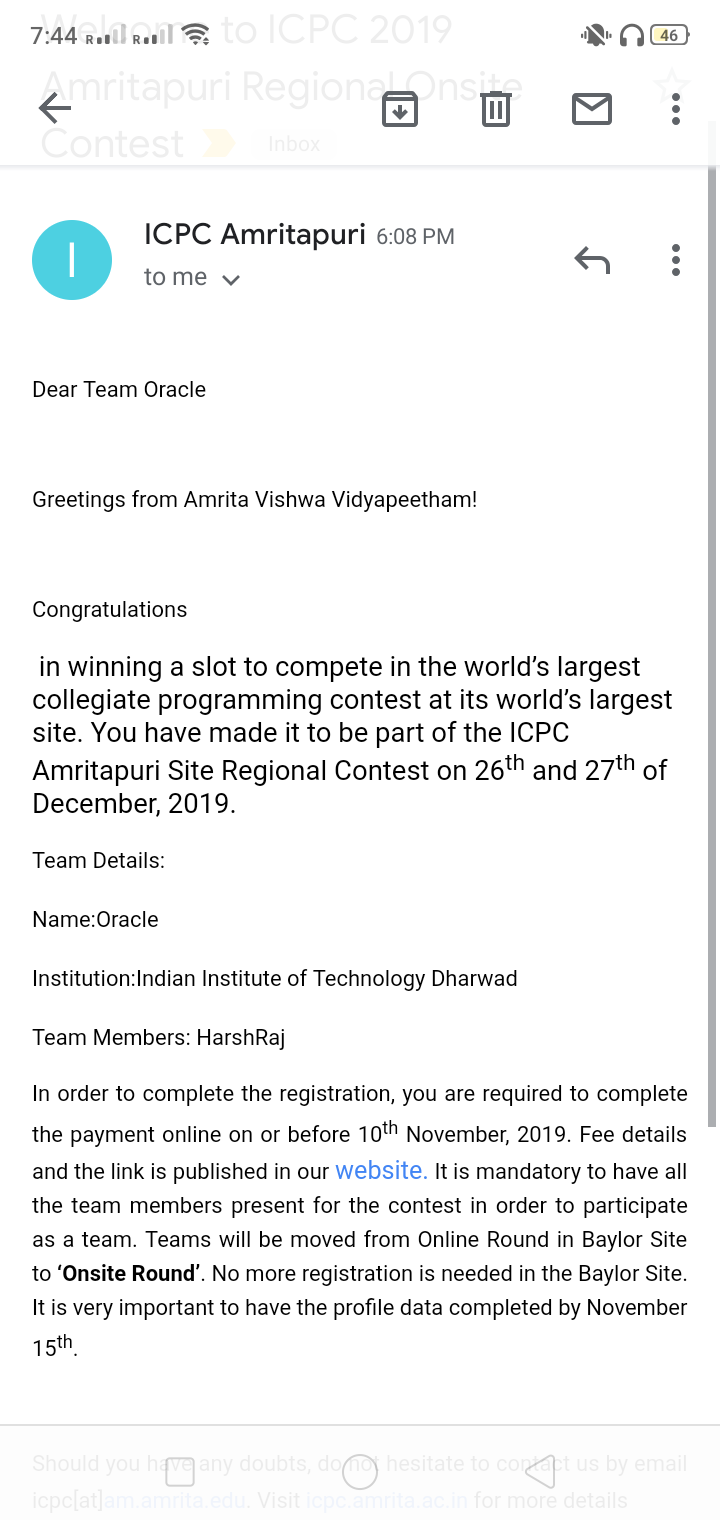 Welcome to ICPC 2019
7:44
46
Amritapuri Regional Onsite
Contest
Inbox
ICPC Amritapuri 6:08 PM
to me
Dear Team Oracle
Greetings from Amrita Vishwa Vidyapeetham!
Congratulations
in winning a slot to compete in the world's largest
collegiate programming contest at its world's largest
site. You have made it to be part of the ICPC
Amritapuri Site Regional Contest on 26th and 27th of
December, 2019.
Team Details:
Name:Oracle
Institution:Indian Institute of Technology Dharwad
Team Members: HarshRaj
In order to complete the registration, you are required to complete
the payment online on or before 10th November, 2019. Fee details
and the link is published in our website. It is mandatory to have all
the team members present for the contest in order to participate
as a team. Teams will be moved from Online Round in Baylor Site
to ‘Onsite Round’. No more registration is needed in the Baylor Site.
It is very important to have the profile data completed by November
15th.
Should you have any doubts, do not hesitate to contact us by email
icpc[at]am.amrita.edu. Visit icpc.amrita.ac.in for more details